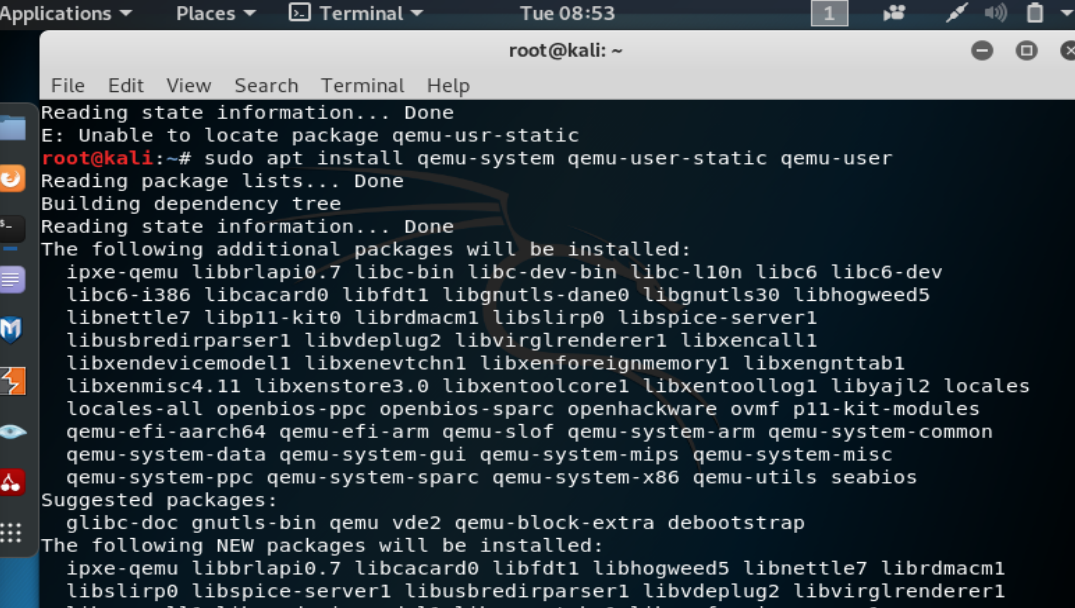 Applications Places Terminal Tue 08:53 1
root@kali: ~
File Edit View Search Terminal Help
Reading state information... Done
E: Unable to locate package qemu-usr-static
root@kali:~# sudo apt install qemu-system qemu-user-static qemu-user
Reading package lists... Done
Building dependency tree
Reading state information... Done
The following additional packages will be installed:
ipxe-qemu libbrlapi0.7 libc-bin libc-dev-bin libc-l10n libc6 libc6-dev
libc6-i386 libcacard0 libfdt1 libgnutls-dane0 libgnutls30 libhogweed5
libnettle7 libp11-kit0 librdmacm1 libslirp0 libspice-server1
libusbredirparser1 libvdeplug2 libvirglrenderer1 libxencall1
libxendevicemodel1 libxenevtchn1 libxenforeignmemory1 libxengnttab1
libxenmisc4.11 libxenstore3.0 libxentoolcore1 libxentoollog1 libyajl2 locales
locales-all openbios-ppc openbios-sparc openhackware ovmf p11-kit-modules
qemu-efi-aarch64 qemu-efi-arm qemu-slof qemu-system-arm qemu-system-common
qemu-system-data qemu-system-gui qemu-system-mips qemu-system-misc
qemu-system-ppc qemu-system-sparc qemu-system-x86 qemu-utils seabios
Suggested packages:
glibc-doc gnutls-bin qemu vde2 qemu-block-extra debootstrap
The following NEW packages will be installed:
ipxe-qemu libbrlapi0.7 libcacard0 libfdt1 libhogweed5 libnettle7 librdmacm1
libslirp0 libspice-server1 libusbredirparser1 libvdeplug2 libvirglrenderer1